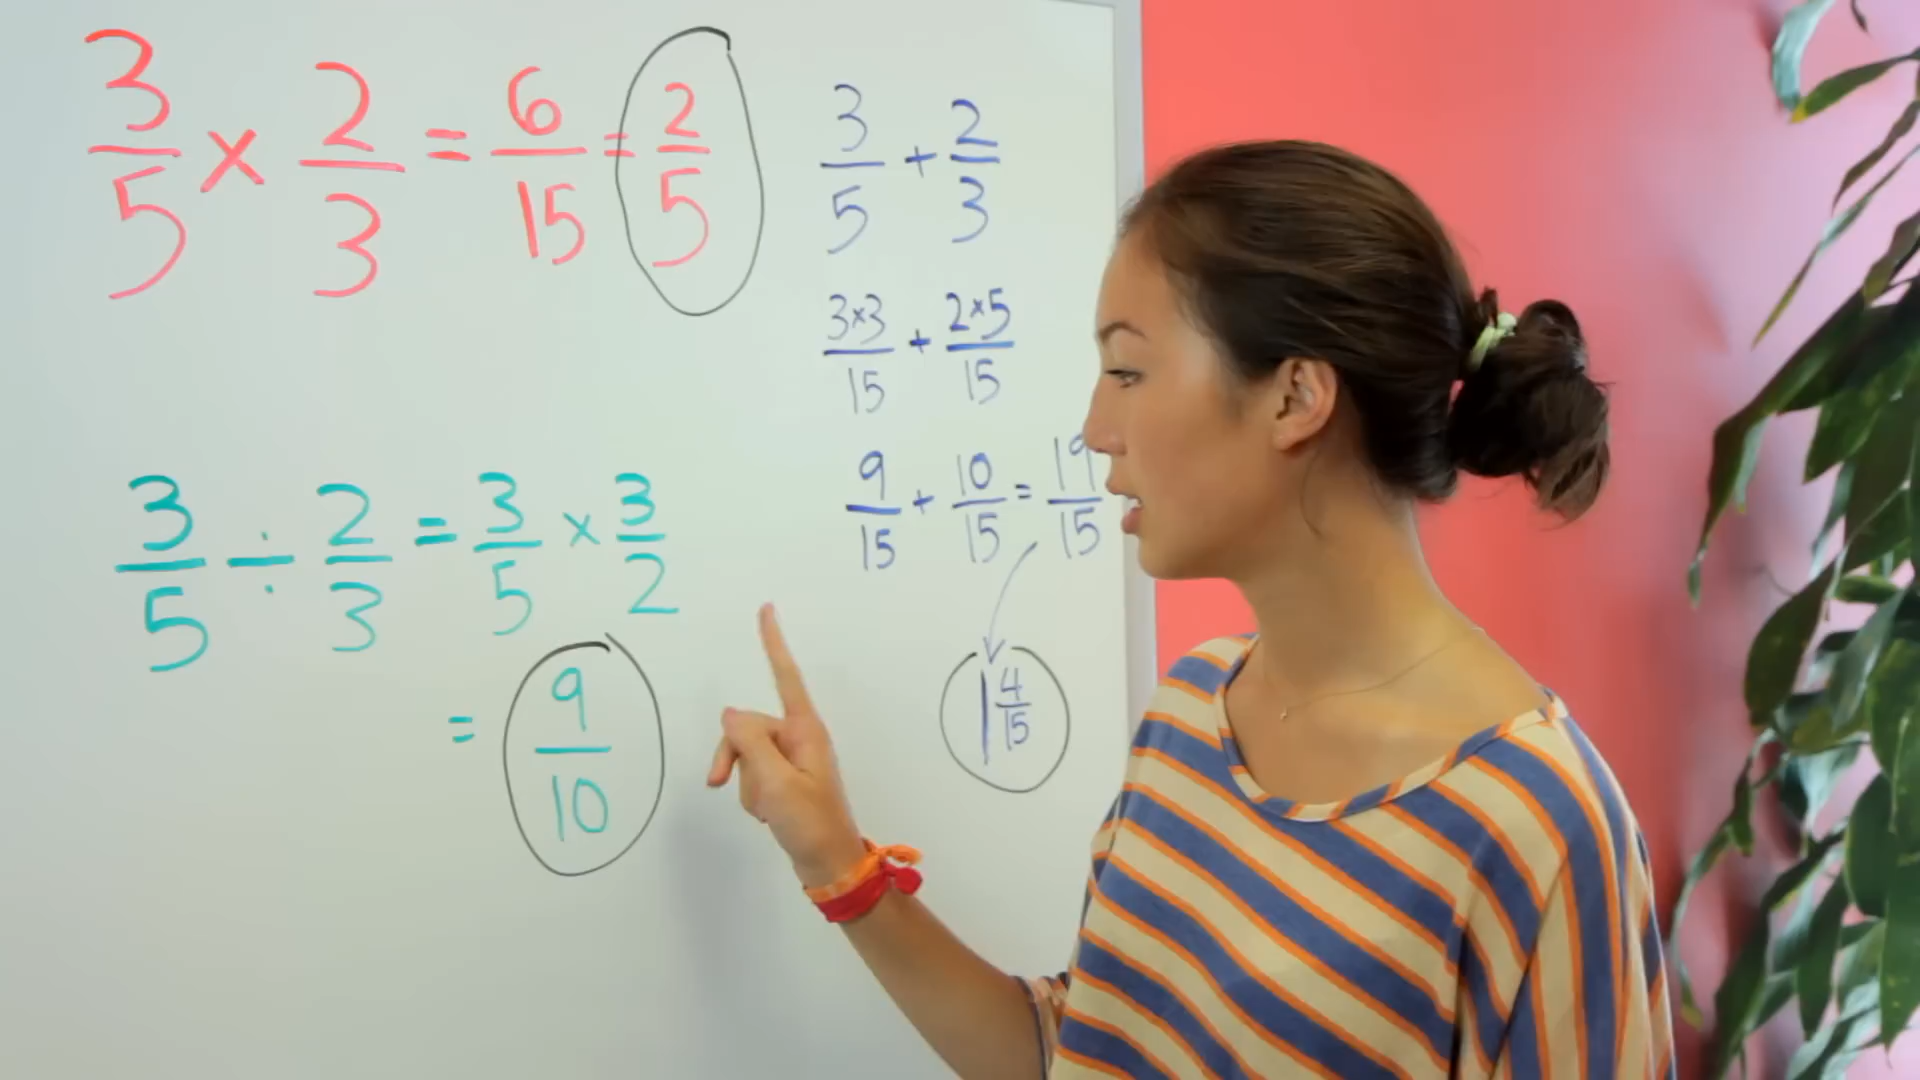 3/5 × 2/3 = 6/15 = 2/5
3/5 ÷ 2/3 = 3/5 × 3/2
= 9/10
3/5 + 2/3
3×3/15 + 2×5/15
9/15 + 10/15 = 19/15
1 4/15